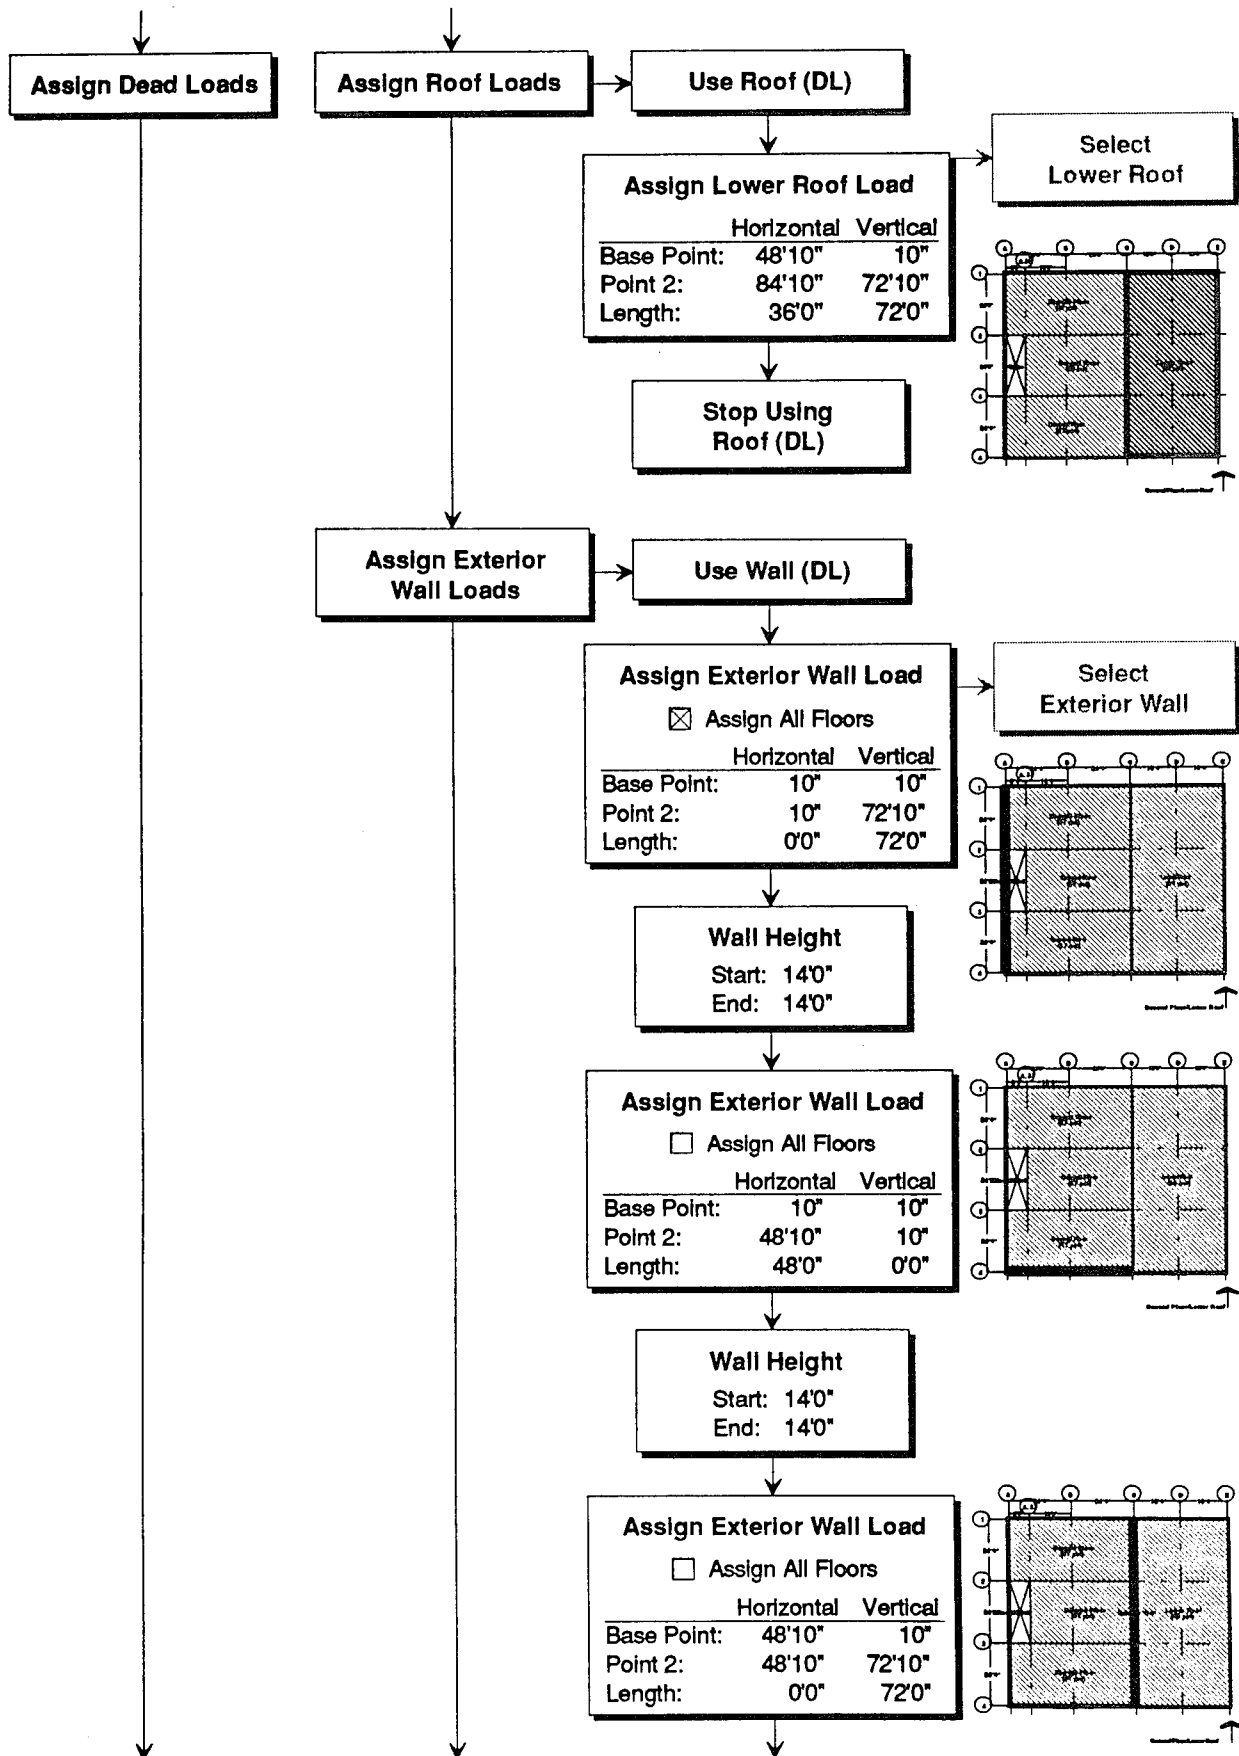 Assign Dead Loads
Assign Roof Loads
Use Roof (DL)
Assign Lower Roof Load
Horizontal Vertical
Base Point: 48'10" 10"
Point 2: 84'10" 72'10"
Length: 36'0" 72'0"
Select
Lower Roof
Stop Using
Roof (DL)
Assign Exterior
Wall Loads
Use Wall (DL)
Assign Exterior Wall Load
Assign All Floors
Horizontal Vertical
Base Point: 10" 10"
Point 2: 10" 72'10"
Length: 0'0" 72'0"
Select
Exterior Wall
Wall Height
Start: 14'0"
End: 14'0"
Assign Exterior Wall Load
Assign All Floors
Horizontal Vertical
Base Point: 10" 10"
Point 2: 48'10" 10"
Length: 48'0" 0'0"
Wall Height
Start: 14'0"
End: 14'0"
Assign Exterior Wall Load
Assign All Floors
Horizontal Vertical
Base Point: 48'10" 10"
Point 2: 48'10" 72'10"
Length: 0'0" 72'0"